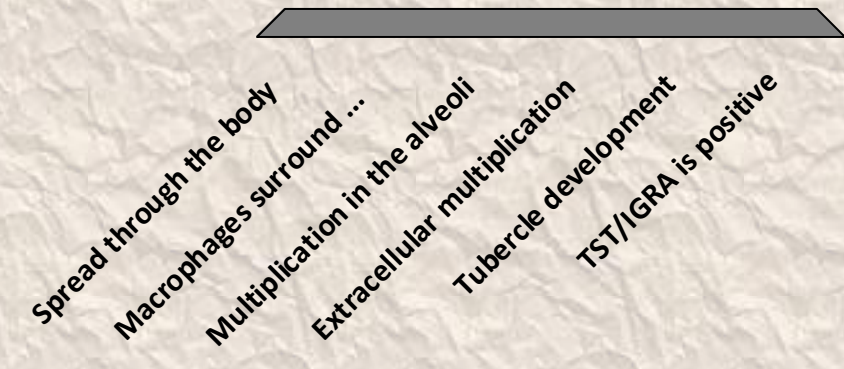 Spread through the body
Macrophages surround ...
Multiplication in the alveoli
Extracellular multiplication
Tubercle development
TST/IGRA is positive